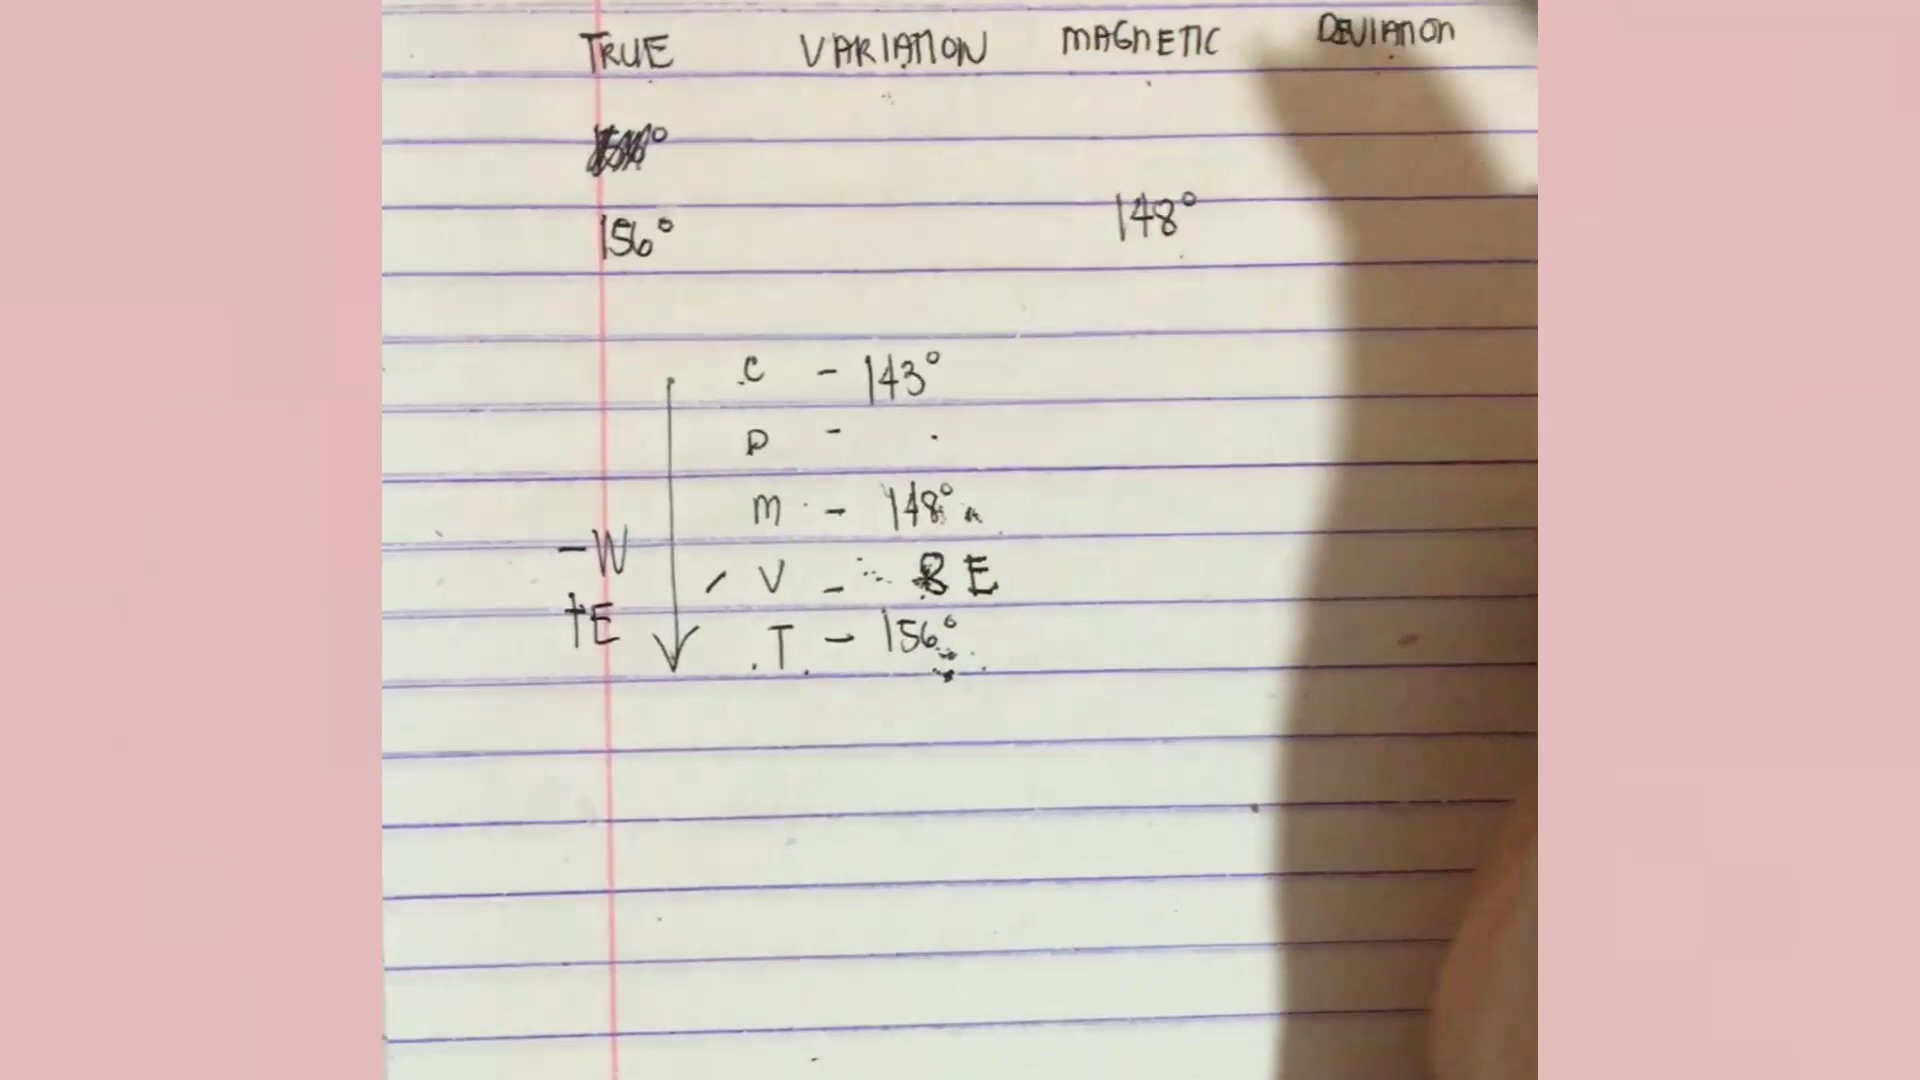 TRUE VARIATION MAGNETIC DEVIATION
156° 148°
C - 143°
D -
M - 148°
-W
V - 8 E
+E
T - 156°